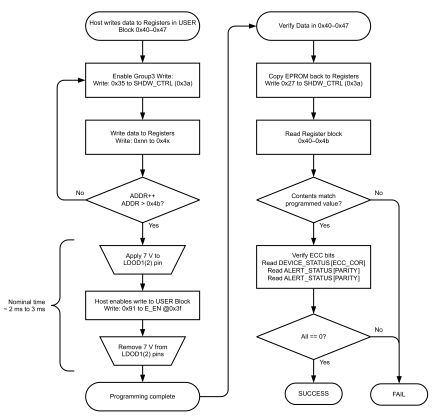 Host writes data to Registers in USER
Block 0x40–0x47
Enable Group3 Write:
Write: 0x35 to SHDW_CTRL (0x3a)
Write data to Registers
Write: 0xnn to 0x4x
ADDR++
ADDR > 0x4b?
No
Yes
Apply 7 V to
LDOD1(2) pin
Nominal time
~ 2 ms to 3 ms
Host enables write to USER Block
Write: 0x91 to E_EN @0x3f
Remove 7 V from
LDOD1(2) pins
Programming complete
Verify Data in 0x40–0x47
Copy EPROM back to Registers
Write 0x27 to SHDW_CTRL (0x3a)
Read Register block
0x40–0x4b
Contents match
programmed value?
No
Yes
Verify ECC bits
Read DEVICE_STATUS[ECC_COR]
Read ALERT_STATUS[PARITY]
Read ALERT_STATUS[PARITY]
All == 0?
No
Yes
SUCCESS
FAIL